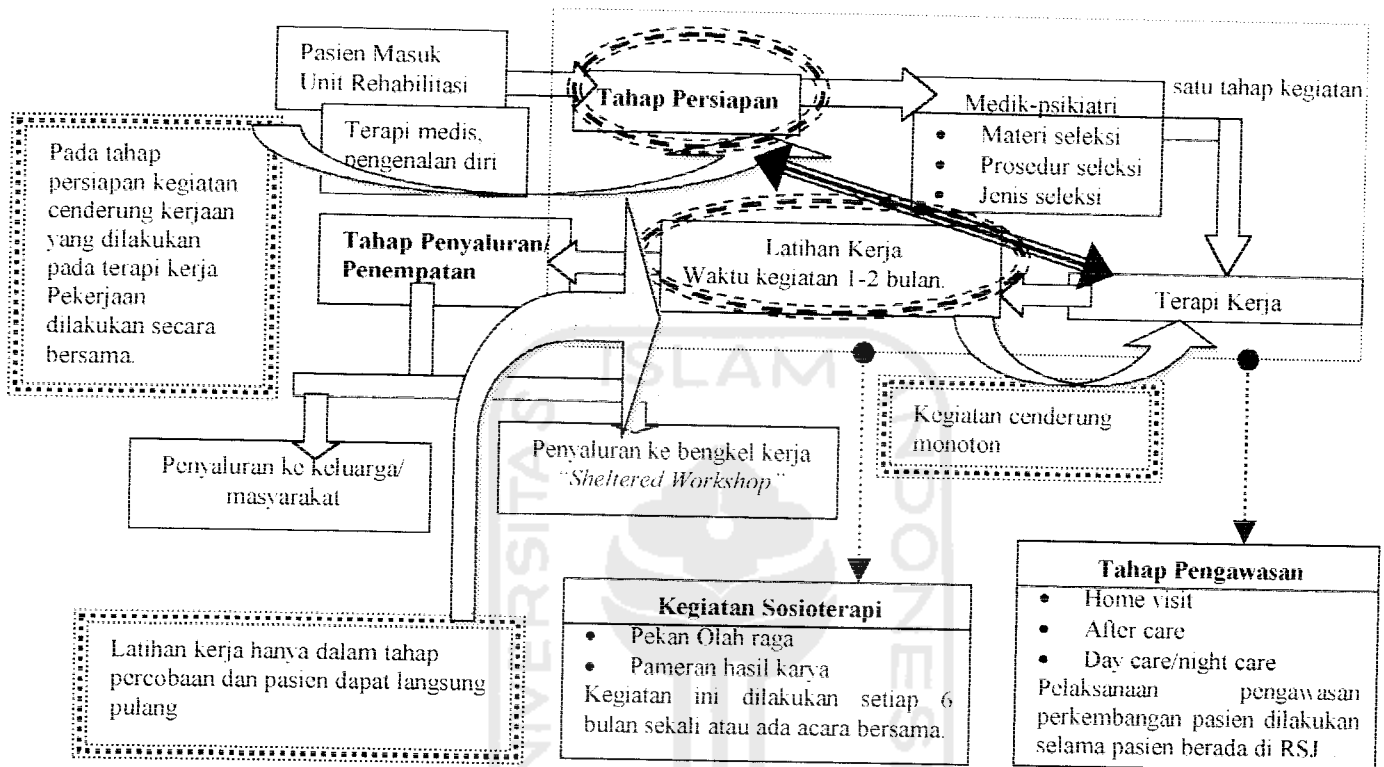 Pasien Masuk
Unit Rehabilitasi
Tahap Persiapan
satu tahap kegiatan
Medik-psikiatri
• Materi seleksi
• Prosedur seleksi
• Jenis seleksi
Terapi medis,
pengenalan diri
Pada tahap
persiapan kegiatan
cenderung kerjaan
yang dilakukan
pada terapi kerja
Pekerjaan
dilakukan secara
bersama.
Tahap Penyaluran/
Penempatan
Latihan Kerja
Waktu kegiatan 1-2 bulan.
Terapi Kerja
Kegiatan cenderung
monoton
Penyaluran ke keluarga/
masyarakat
Penyaluran ke bengkel kerja
"Sheltered Workshop"
Latihan kerja hanya dalam tahap
percobaan dan pasien dapat langsung
pulang
Kegiatan Sosioterapi
• Pekan Olah raga
• Pameran hasil karya
Kegiatan ini dilakukan setiap 6
bulan sekali atau ada acara bersama.
Tahap Pengawasan
• Home visit
• After care
• Day care/night care
Pelaksanaan pengawasan
perkembangan pasien dilakukan
selama pasien berada di RSJ
ISLAM
UNIVERSITAS
INDONES